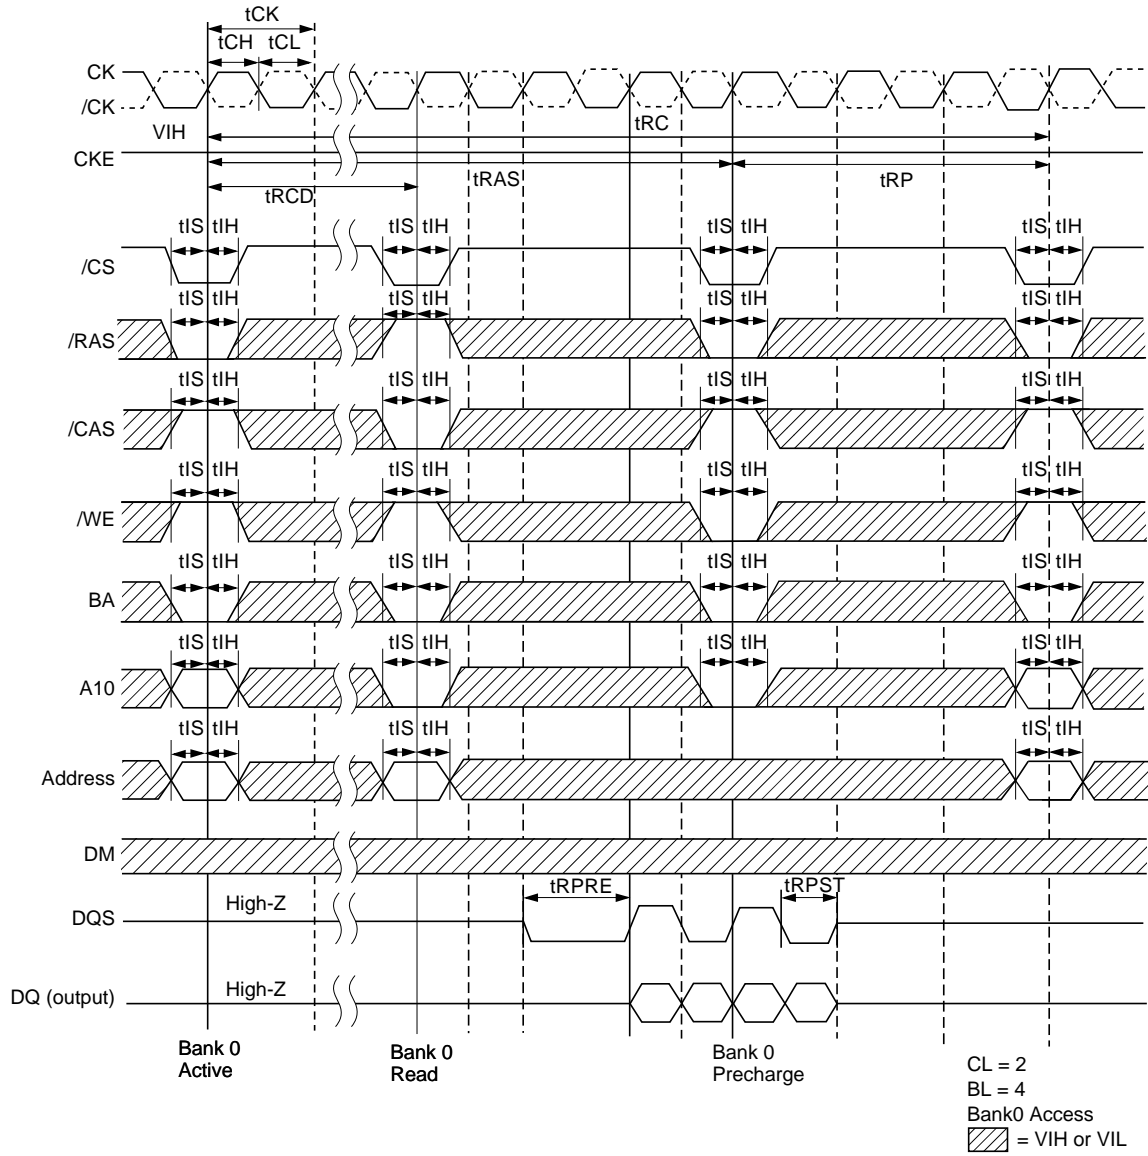 tCK
tCH tCL
CK
/CK
VIH
tRC
CKE
tRAS
tRP
tRCD
tIS tIH tIS tIH tIS tIH tIS tIH
/CS
tIS tIH tIS tIH tIS tIH tIS tIH
/RAS
tIS tIH tIS tIH tIS tIH tIS tIH
/CAS
tIS tIH tIS tIH tIS tIH tIS tIH
/WE
tIS tIH tIS tIH tIS tIH tIS tIH
BA
tIS tIH tIS tIH tIS tIH tIS tIH
A10
tIS tIH tIS tIH tIS tIH
Address
DM
tRPRE tRPST
High-Z
DQS
High-Z
DQ (output)
Bank 0
Active
Bank 0
Read
Bank 0
Precharge
CL = 2
BL = 4
Bank0 Access
= VIH or VIL